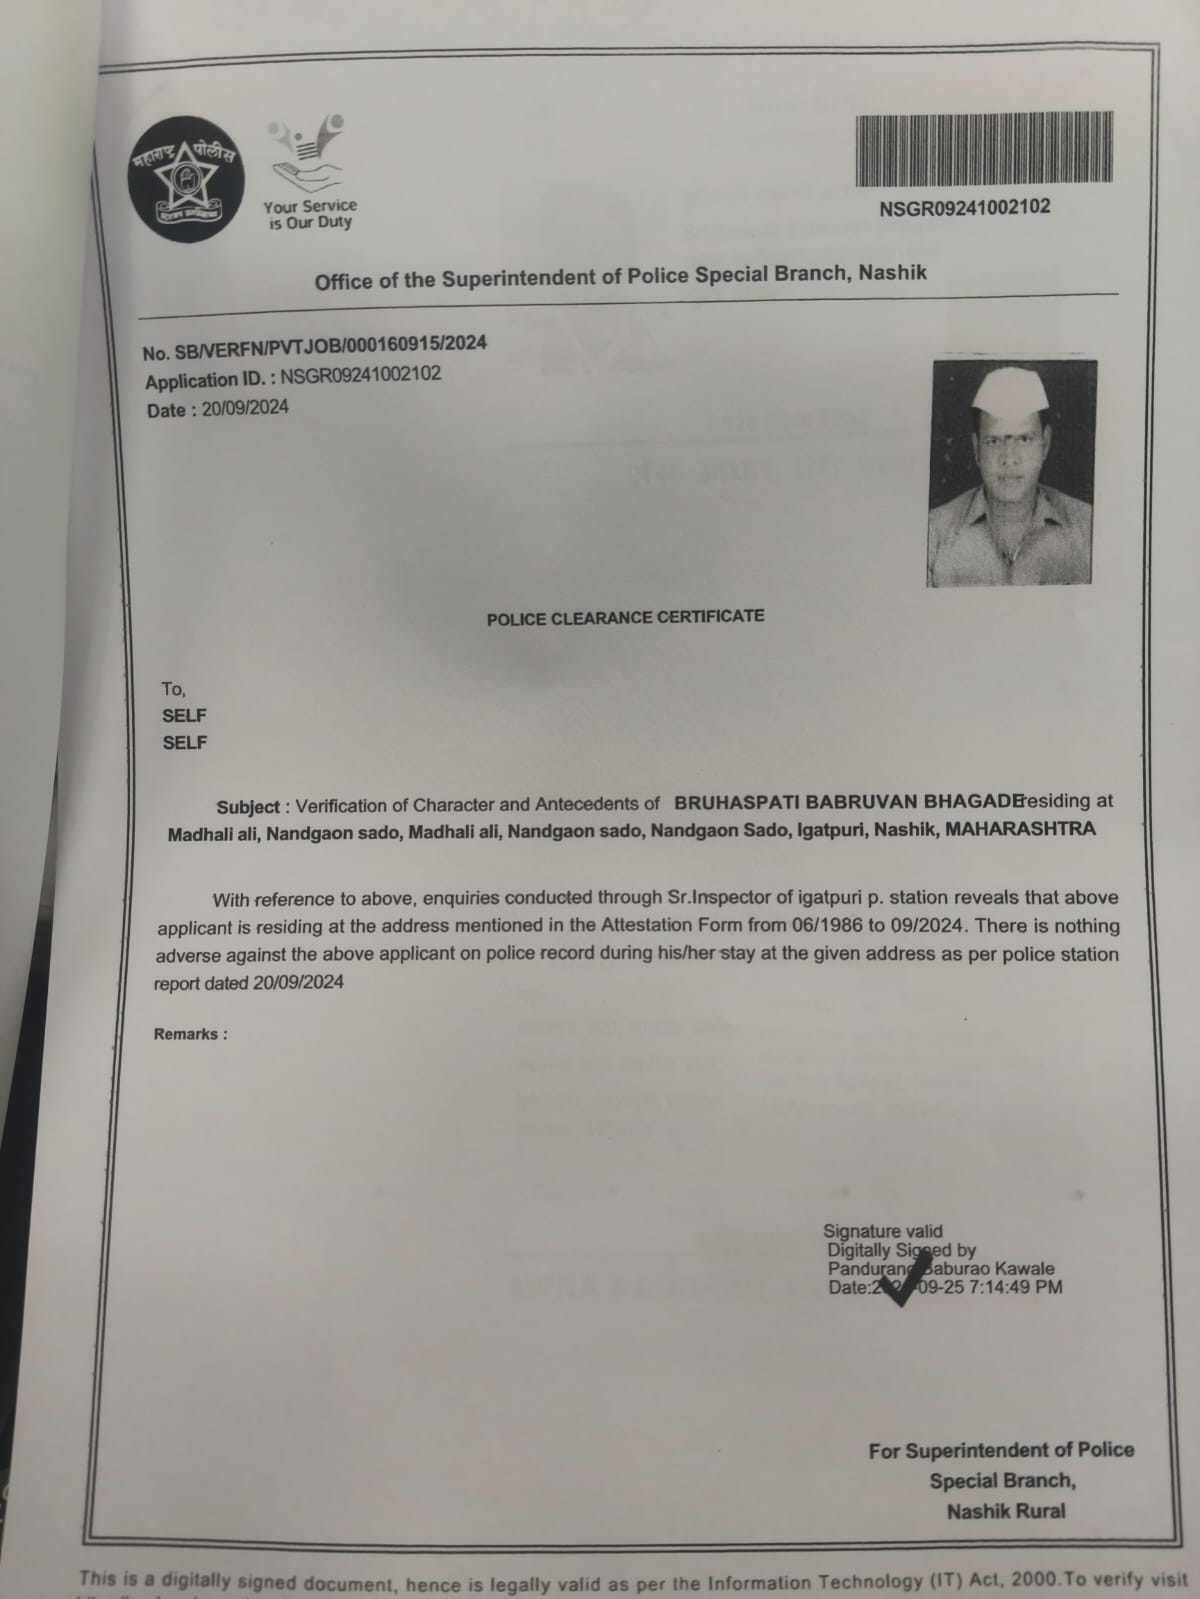 महाराष्ट्र पोलीस
Your Service
is Our Duty
NSGR09241002102
Office of the Superintendent of Police Special Branch, Nashik
No. SB/VERFN/PVTJOB/000160915/2024
Application ID. : NSGR09241002102
Date : 20/09/2024
POLICE CLEARANCE CERTIFICATE
To,
SELF
SELF
Subject : Verification of Character and Antecedents of BRUHASPATI BABRUVAN BHAGADE residing at
Madhali ali, Nandgaon sado, Madhali ali, Nandgaon sado, Nandgaon Sado, Igatpuri, Nashik, MAHARASHTRA
With reference to above, enquiries conducted through Sr.Inspector of igatpuri p. station reveals that above
applicant is residing at the address mentioned in the Attestation Form from 06/1986 to 09/2024. There is nothing
adverse against the above applicant on police record during his/her stay at the given address as per police station
report dated 20/09/2024
Remarks :
Signature valid
Digitally Signed by
Pandurang Baburao Kawale
Date:2024-09-25 7:14:49 PM
For Superintendent of Police
Special Branch,
Nashik Rural
This is a digitally signed document, hence is legally valid as per the Information Technology (IT) Act, 2000.To verify visit